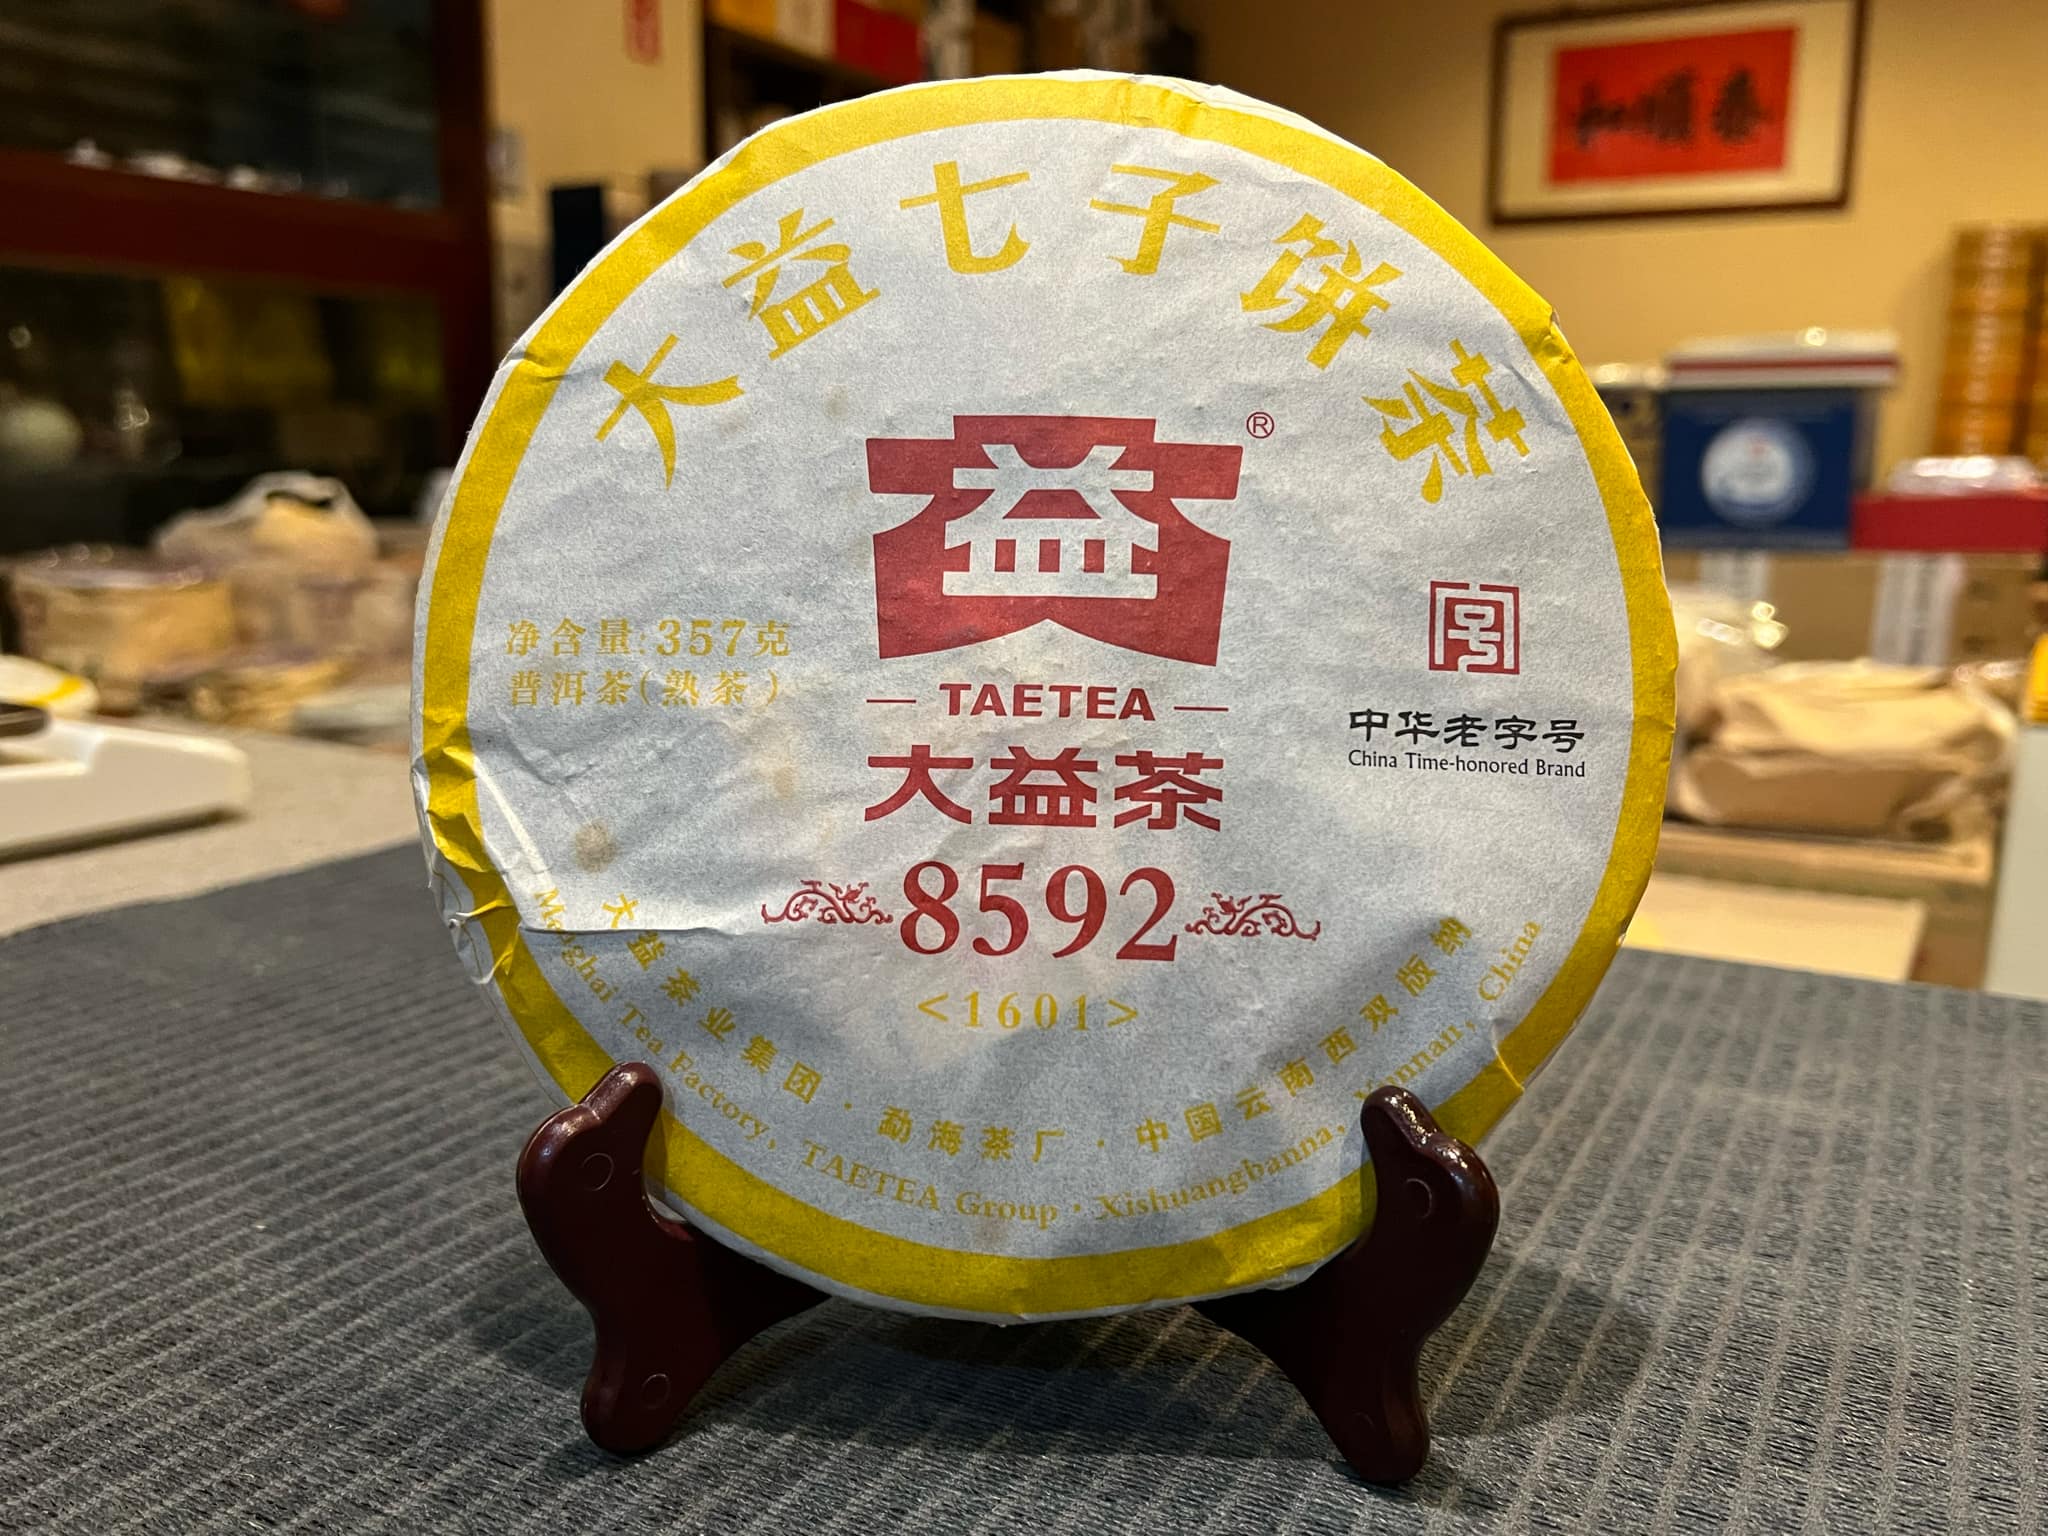 大益七子饼茶
益
®
净含量:357克
普洱茶(熟茶)
TAETEA
大益茶
中华老字号
China Time-honored Brand
8592
<1601>
大益茶业集团·勐海茶厂·中国云南西双版纳
Menghai Tea Factory, TAETEA Group·Xishuangbanna, Yunnan, China